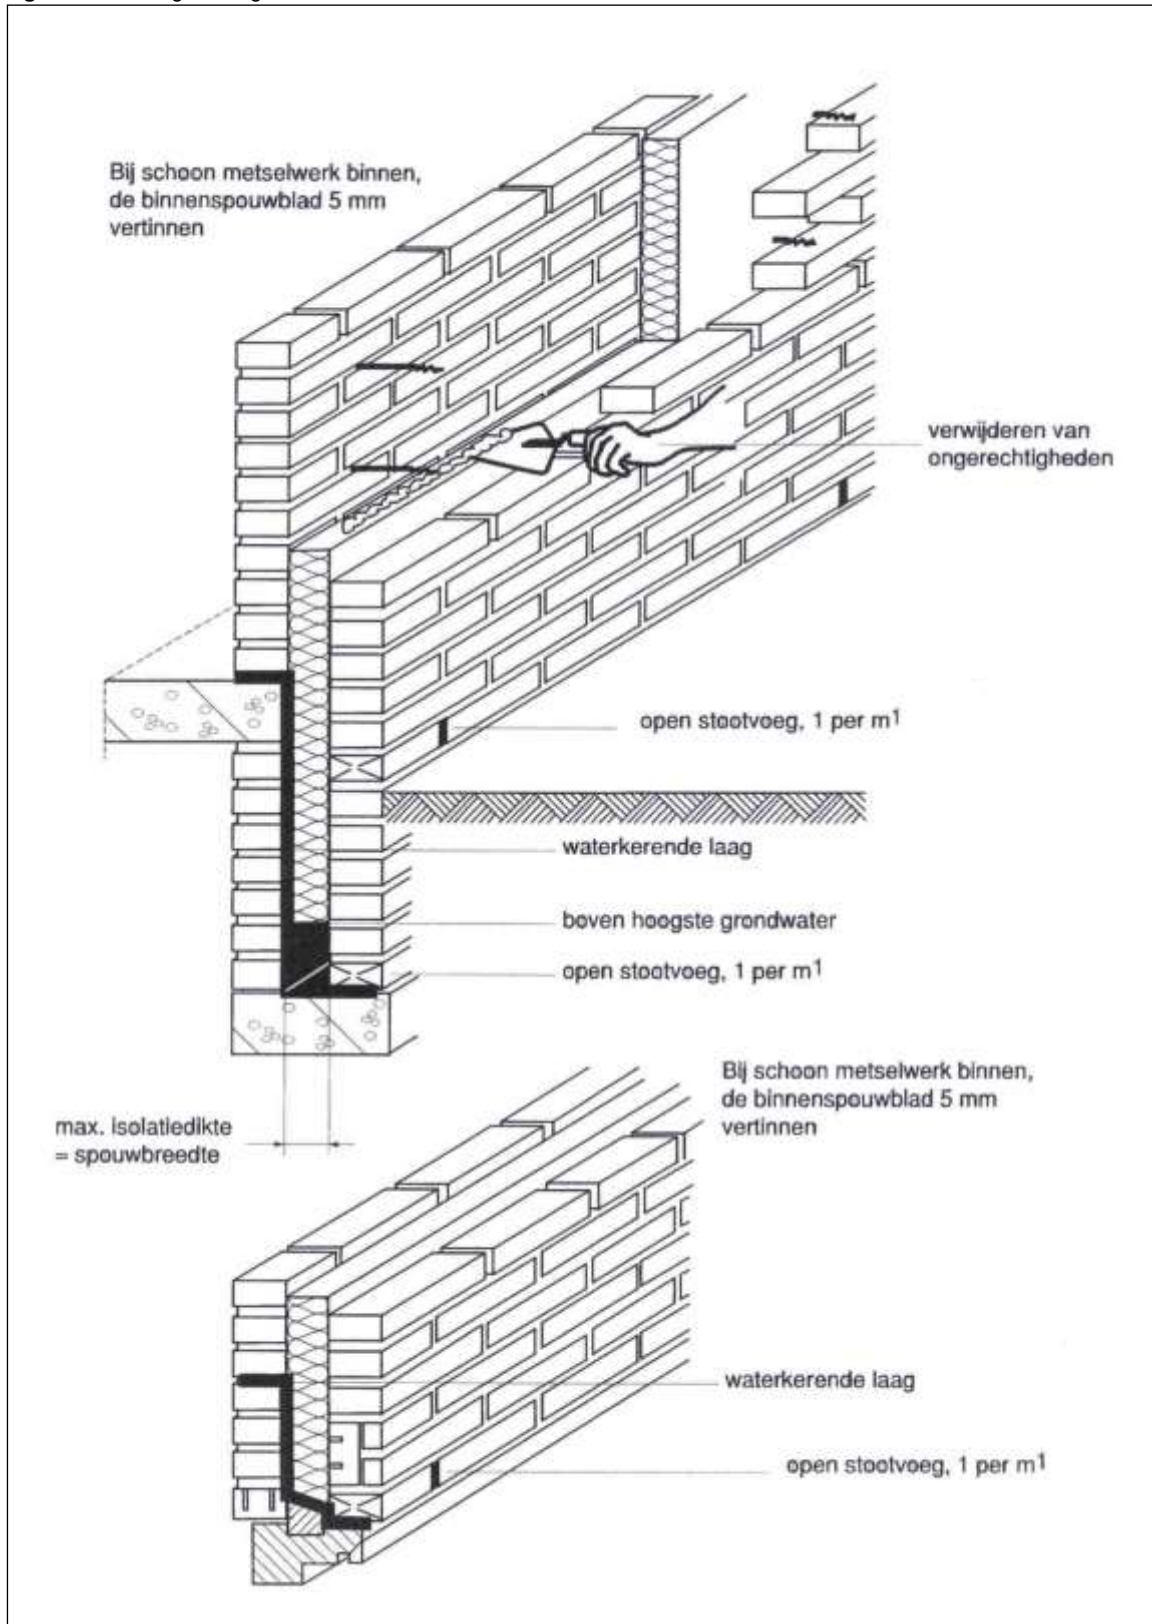 Bij schoon metselwerk binnen,
de binnenspouwblad 5 mm
vertinnen
verwijderen van
ongerechtigheden
open stootvoeg, 1 per m1
waterkerende laag
boven hoogste grondwater
open stootvoeg, 1 per m1
Bij schoon metselwerk binnen,
de binnenspouwblad 5 mm
vertinnen
max. isolatiedikte
= spouwbreedte
waterkerende laag
open stootvoeg, 1 per m1